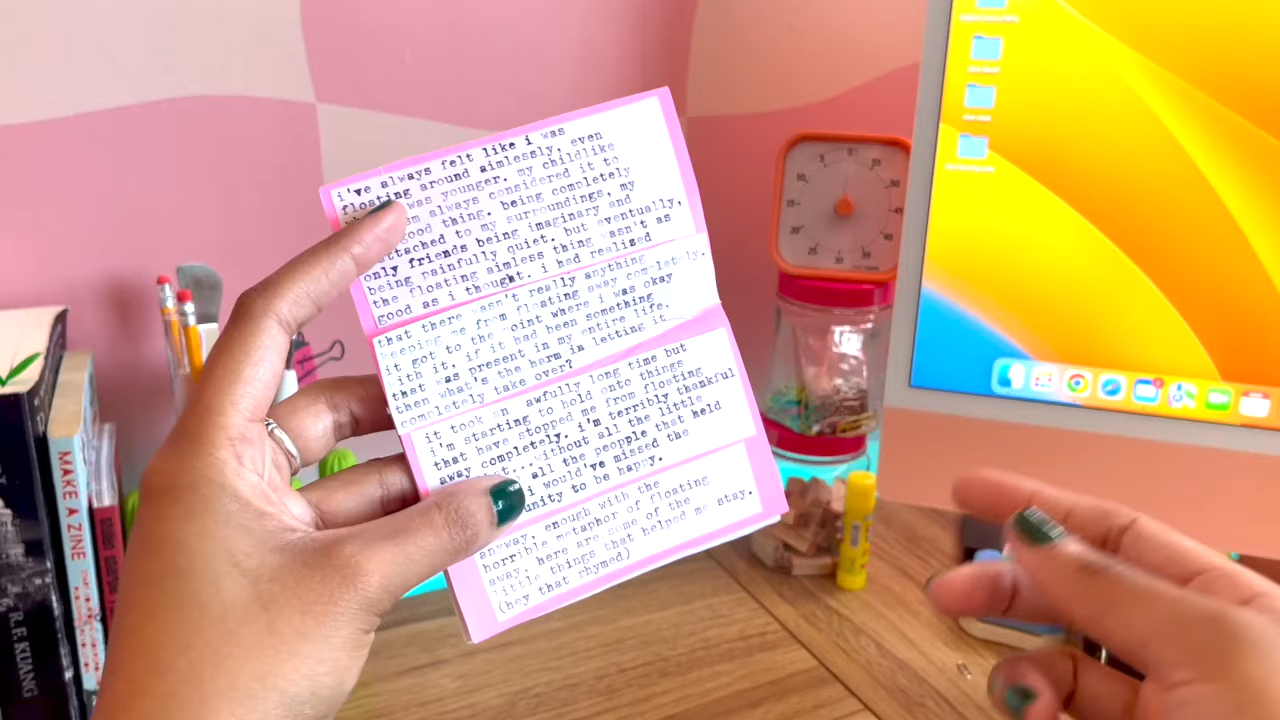 i've always felt like i was
floating around aimlessly, even
was younger. my childlike
always considered it to
good thing. being completely
attached to my surroundings, my
only friends being imaginary and
being painfully quiet. but eventually,
the floating aimless thing wasn't as
good as i thought. i had realized
that there wasn't really anything
keeping me from floating away completely.
it got to the point where i was okay
with it. if it had been something
that was present in my entire life,
then what's the harm in letting it
completely take over?
it took an awfully long time but
i'm starting to hold onto things
that have stopped me from floating
away completely. i'm terribly thankful
without all the little
all the people that held
i would've missed the
to be happy.
anyway, enough with the
horrible metaphor of floating
away. here are some of the
little things that helped me stay.
(hey that rhymed)
MAKE A ZINE
R. F. KUANG